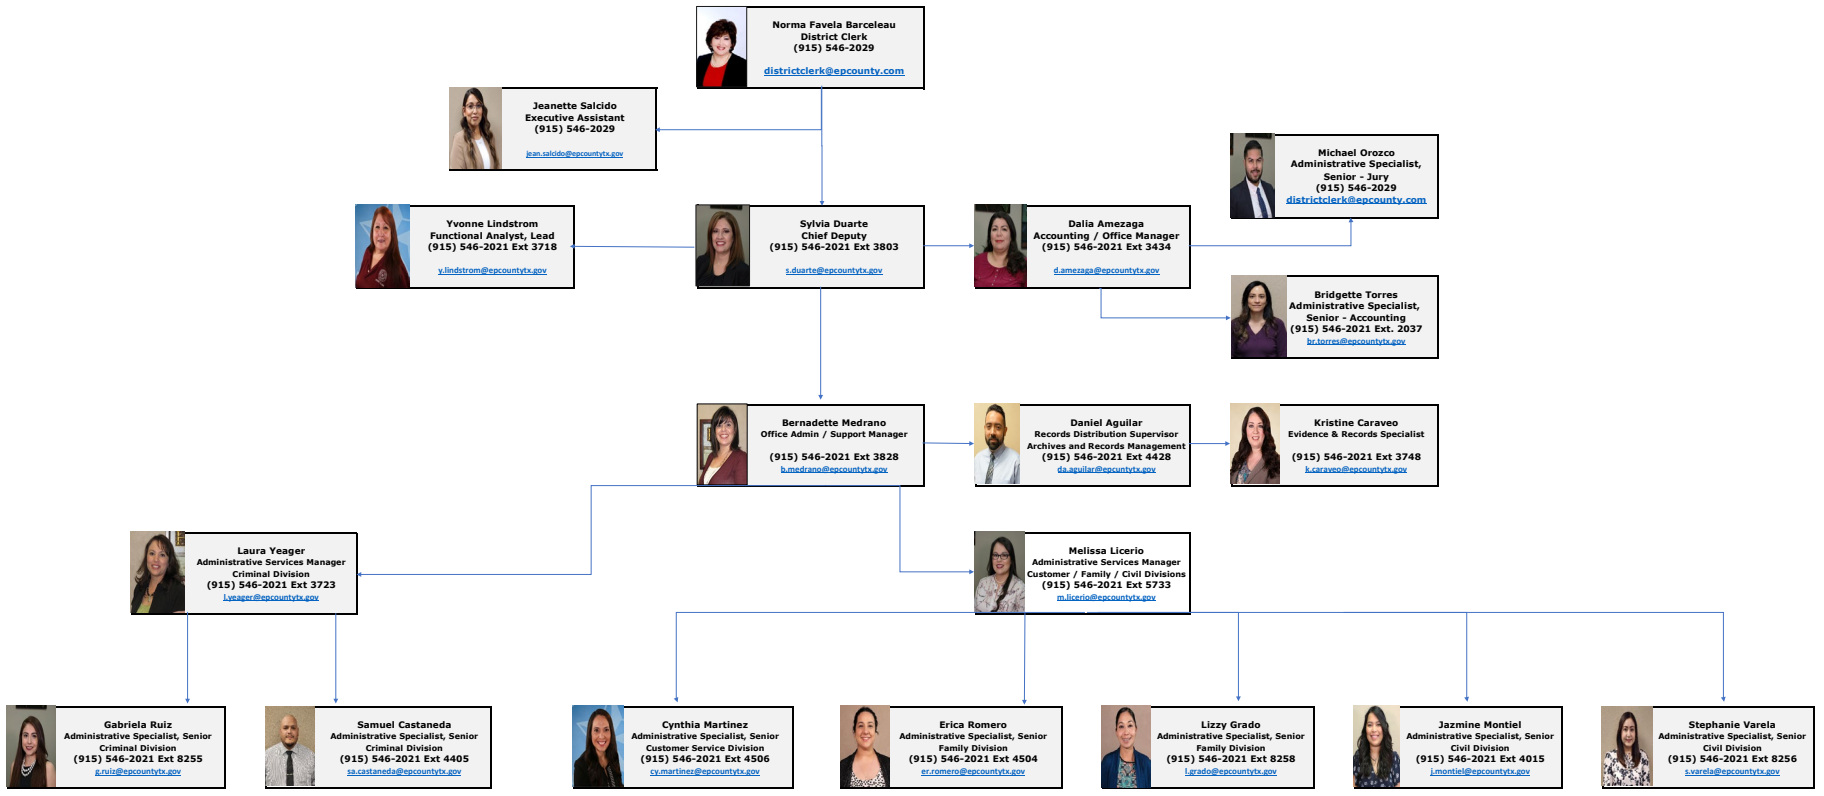 Norma Favela Barceleau
District Clerk
(915) 546-2029
districtclerk@epcounty.com
Jeanette Salcido
Executive Assistant
(915) 546-2029
jean.salcido@epcountytx.gov
Michael Orozco
Administrative Specialist,
Senior - Jury
(915) 546-2029
districtclerk@epcounty.com
Yvonne Lindstrom
Functional Analyst, Lead
(915) 546-2021 Ext 3718
y.lindstrom@epcountytx.gov
Sylvia Duarte
Chief Deputy
(915) 546-2021 Ext 3803
s.duarte@epcountytx.gov
Dalia Amezaga
Accounting / Office Manager
(915) 546-2021 Ext 3434
d.amezaga@epcountytx.gov
Bridgette Torres
Administrative Specialist,
Senior - Accounting
(915) 546-2021 Ext. 2037
br.torres@epcountytx.gov
Bernadette Medrano
Office Admin / Support Manager
(915) 546-2021 Ext 3828
b.medrano@epcountytx.gov
Daniel Aguilar
Records Distribution Supervisor
Archives and Records Management
(915) 546-2021 Ext 4428
da.aguilar@epcuntytx.gov
Kristine Caraveo
Evidence & Records Specialist
(915) 546-2021 Ext 3748
k.caraveo@epcountytx.gov
Laura Yeager
Administrative Services Manager
Criminal Division
(915) 546-2021 Ext 3723
l.yeager@epcountytx.gov
Melissa Licerio
Administrative Services Manager
Customer / Family / Civil Divisions
(915) 546-2021 Ext 5733
m.licerio@epcountytx.gov
Gabriela Ruiz
Administrative Specialist, Senior
Criminal Division
(915) 546-2021 Ext 8255
g.ruiz@epcountytx.gov
Samuel Castaneda
Administrative Specialist, Senior
Criminal Division
(915) 546-2021 Ext 4405
sa.castaneda@epcountytx.gov
Cynthia Martinez
Administrative Specialist, Senior
Customer Service Division
(915) 546-2021 Ext 4506
cy.martinez@epcountytx.gov
Erica Romero
Administrative Specialist, Senior
Family Division
(915) 546-2021 Ext 4504
er.romero@epcountytx.gov
Lizzy Grado
Administrative Specialist, Senior
Family Division
(915) 546-2021 Ext 8258
l.grado@epcountytx.gov
Jazmine Montiel
Administrative Specialist, Senior
Civil Division
(915) 546-2021 Ext 4015
j.montiel@epcountytx.gov
Stephanie Varela
Administrative Specialist, Senior
Civil Division
(915) 546-2021 Ext 8256
s.varela@epcountytx.gov